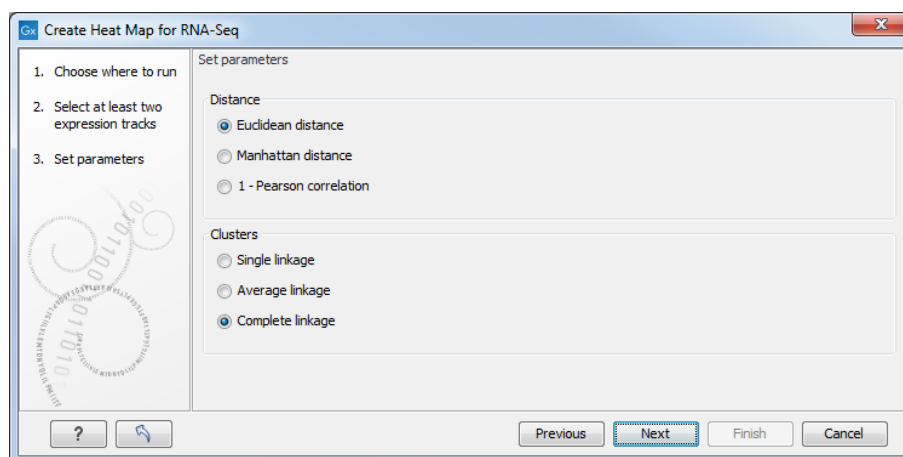 Gx Create Heat Map for RNA-Seq
1. Choose where to run
2. Select at least two
expression tracks
3. Set parameters
Set parameters
Distance
Euclidean distance
Manhattan distance
1 - Pearson correlation
Clusters
Single linkage
Average linkage
Complete linkage
?
Previous
Next
Finish
Cancel